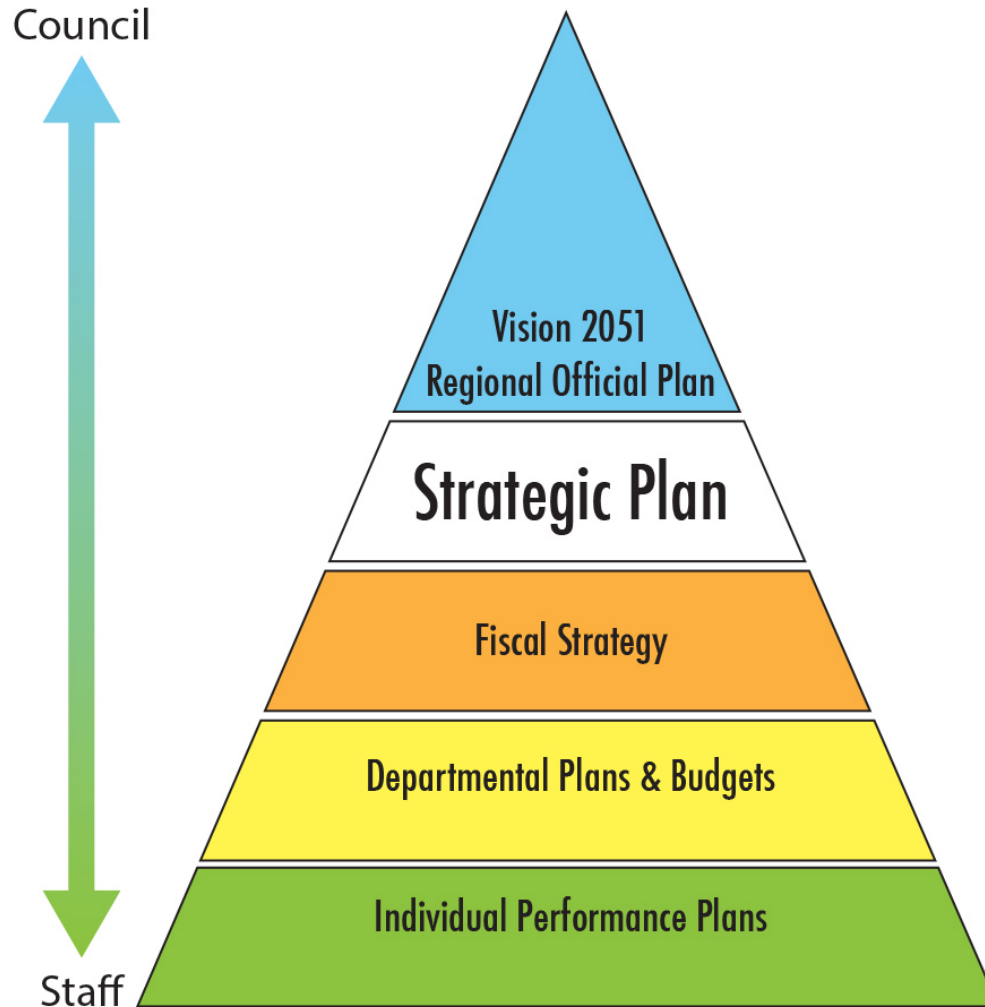 Council
Vision 2051
Regional Official Plan
Strategic Plan
Fiscal Strategy
Departmental Plans & Budgets
Individual Performance Plans
Staff